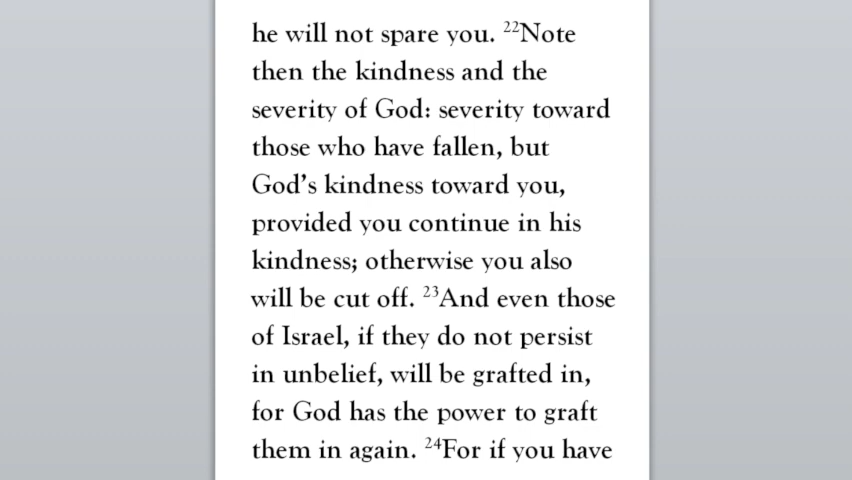 he will not spare you. ²²Note
then the kindness and the
severity of God: severity toward
those who have fallen, but
God’s kindness toward you,
provided you continue in his
kindness; otherwise you also
will be cut off. ²³And even those
of Israel, if they do not persist
in unbelief, will be grafted in,
for God has the power to graft
them in again. ²⁴For if you have